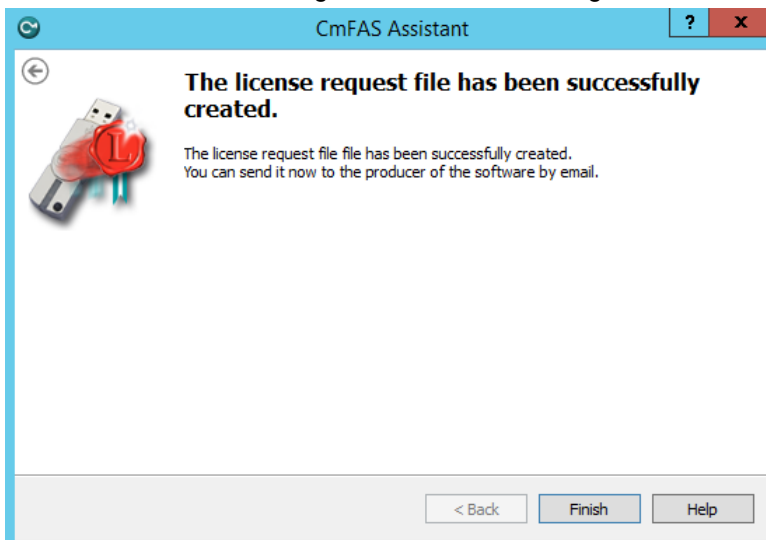 CmFAS Assistant
?
x
The license request file has been successfully
created.
The license request file file has been successfully created.
You can send it now to the producer of the software by email.
L
< Back
Finish
Help